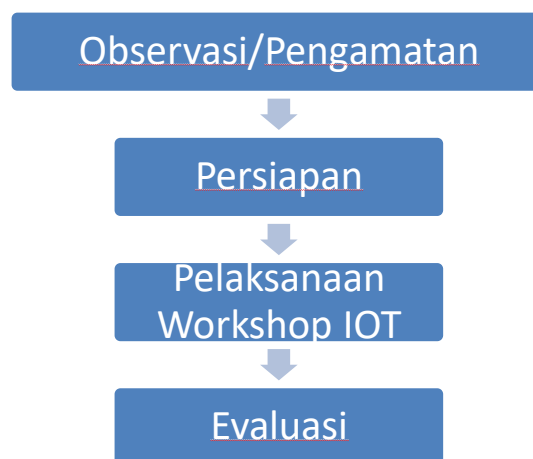 Observasi/Pengamatan
Persiapan
Pelaksanaan
Workshop IOT
Evaluasi